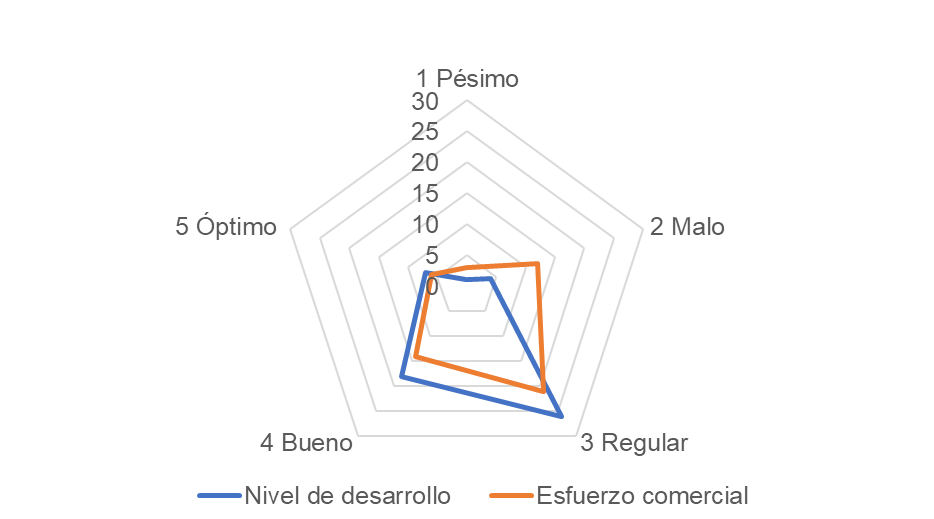 1 Pésimo
30
25
20
15
10
5
0
5 Óptimo
2 Malo
4 Bueno
3 Regular
Nivel de desarrollo
Esfuerzo comercial